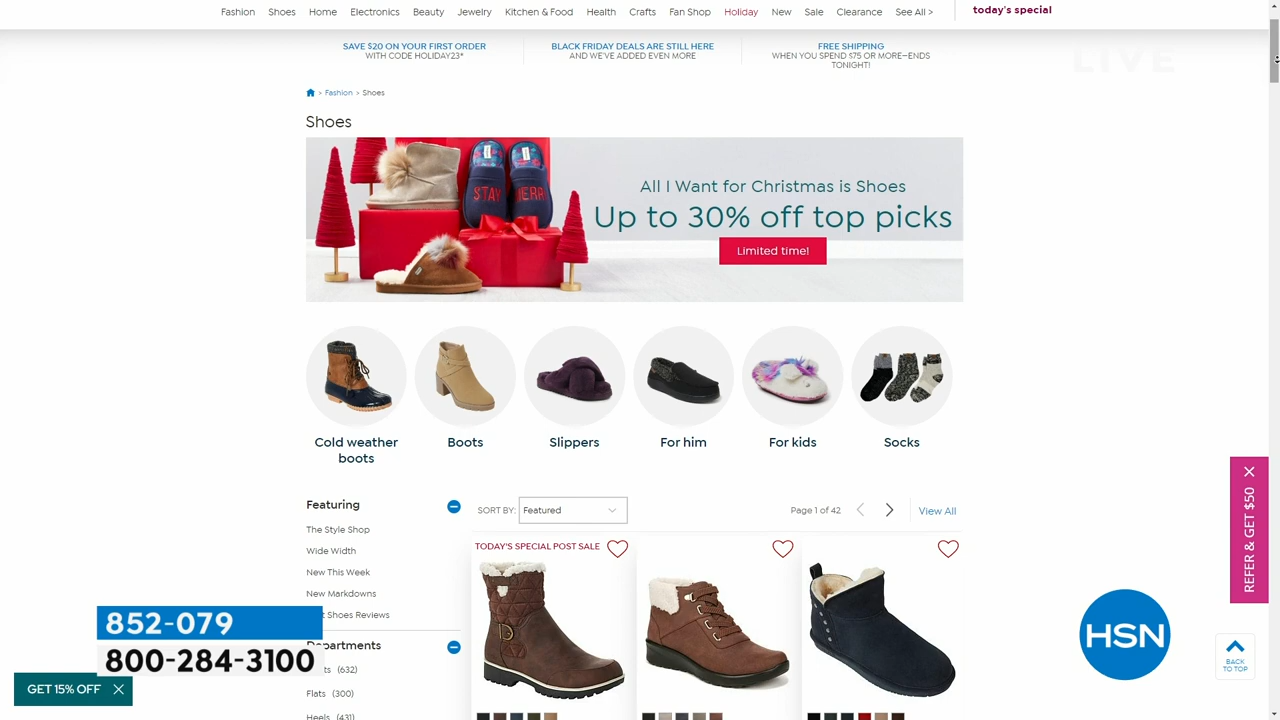 Fashion Shoes Home Electronics Beauty Jewelry Kitchen & Food Health Crafts Fan Shop Holiday New Sale Clearance See All > today's special
SAVE $20 ON YOUR FIRST ORDER
WITH CODE HOLIDAY23*
BLACK FRIDAY DEALS ARE STILL HERE
AND WE'VE ADDED EVEN MORE
FREE SHIPPING
WHEN YOU SPEND $75 OR MORE—ENDS
TONIGHT!
LIVE
> Fashion > Shoes
Shoes
STAY
All I Want for Christmas is Shoes
Up to 30% off top picks
Limited time!
Cold weather
boots
Boots
Slippers
For him
For kids
Socks
Featuring
The Style Shop
Wide Width
New This Week
New Markdowns
Shoes Reviews
SORT BY: Featured
Page 1 of 42
View All
TODAY'S SPECIAL POST SALE
REFER & GET $50
852-079
800-284-3100
Departments
(632)
Flats (300)
Heels (431)
GET 15% OFF
HSN
BACK
TO TOP